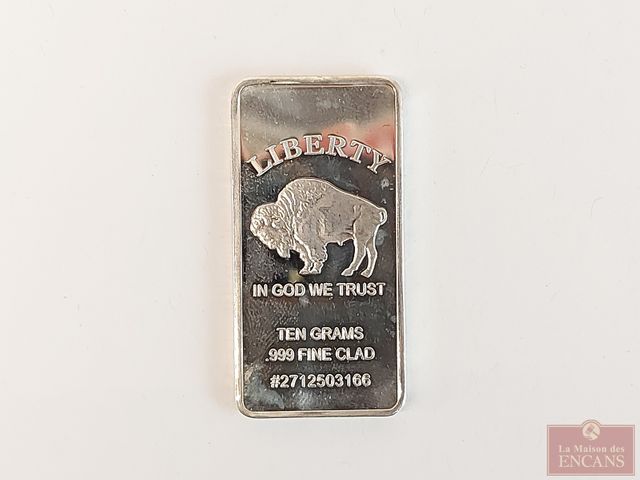 LIBERTY
IN GOD WE TRUST
TEN GRAMS
.999 FINE CLAD
#2712503166
La Maison des
ENCANS